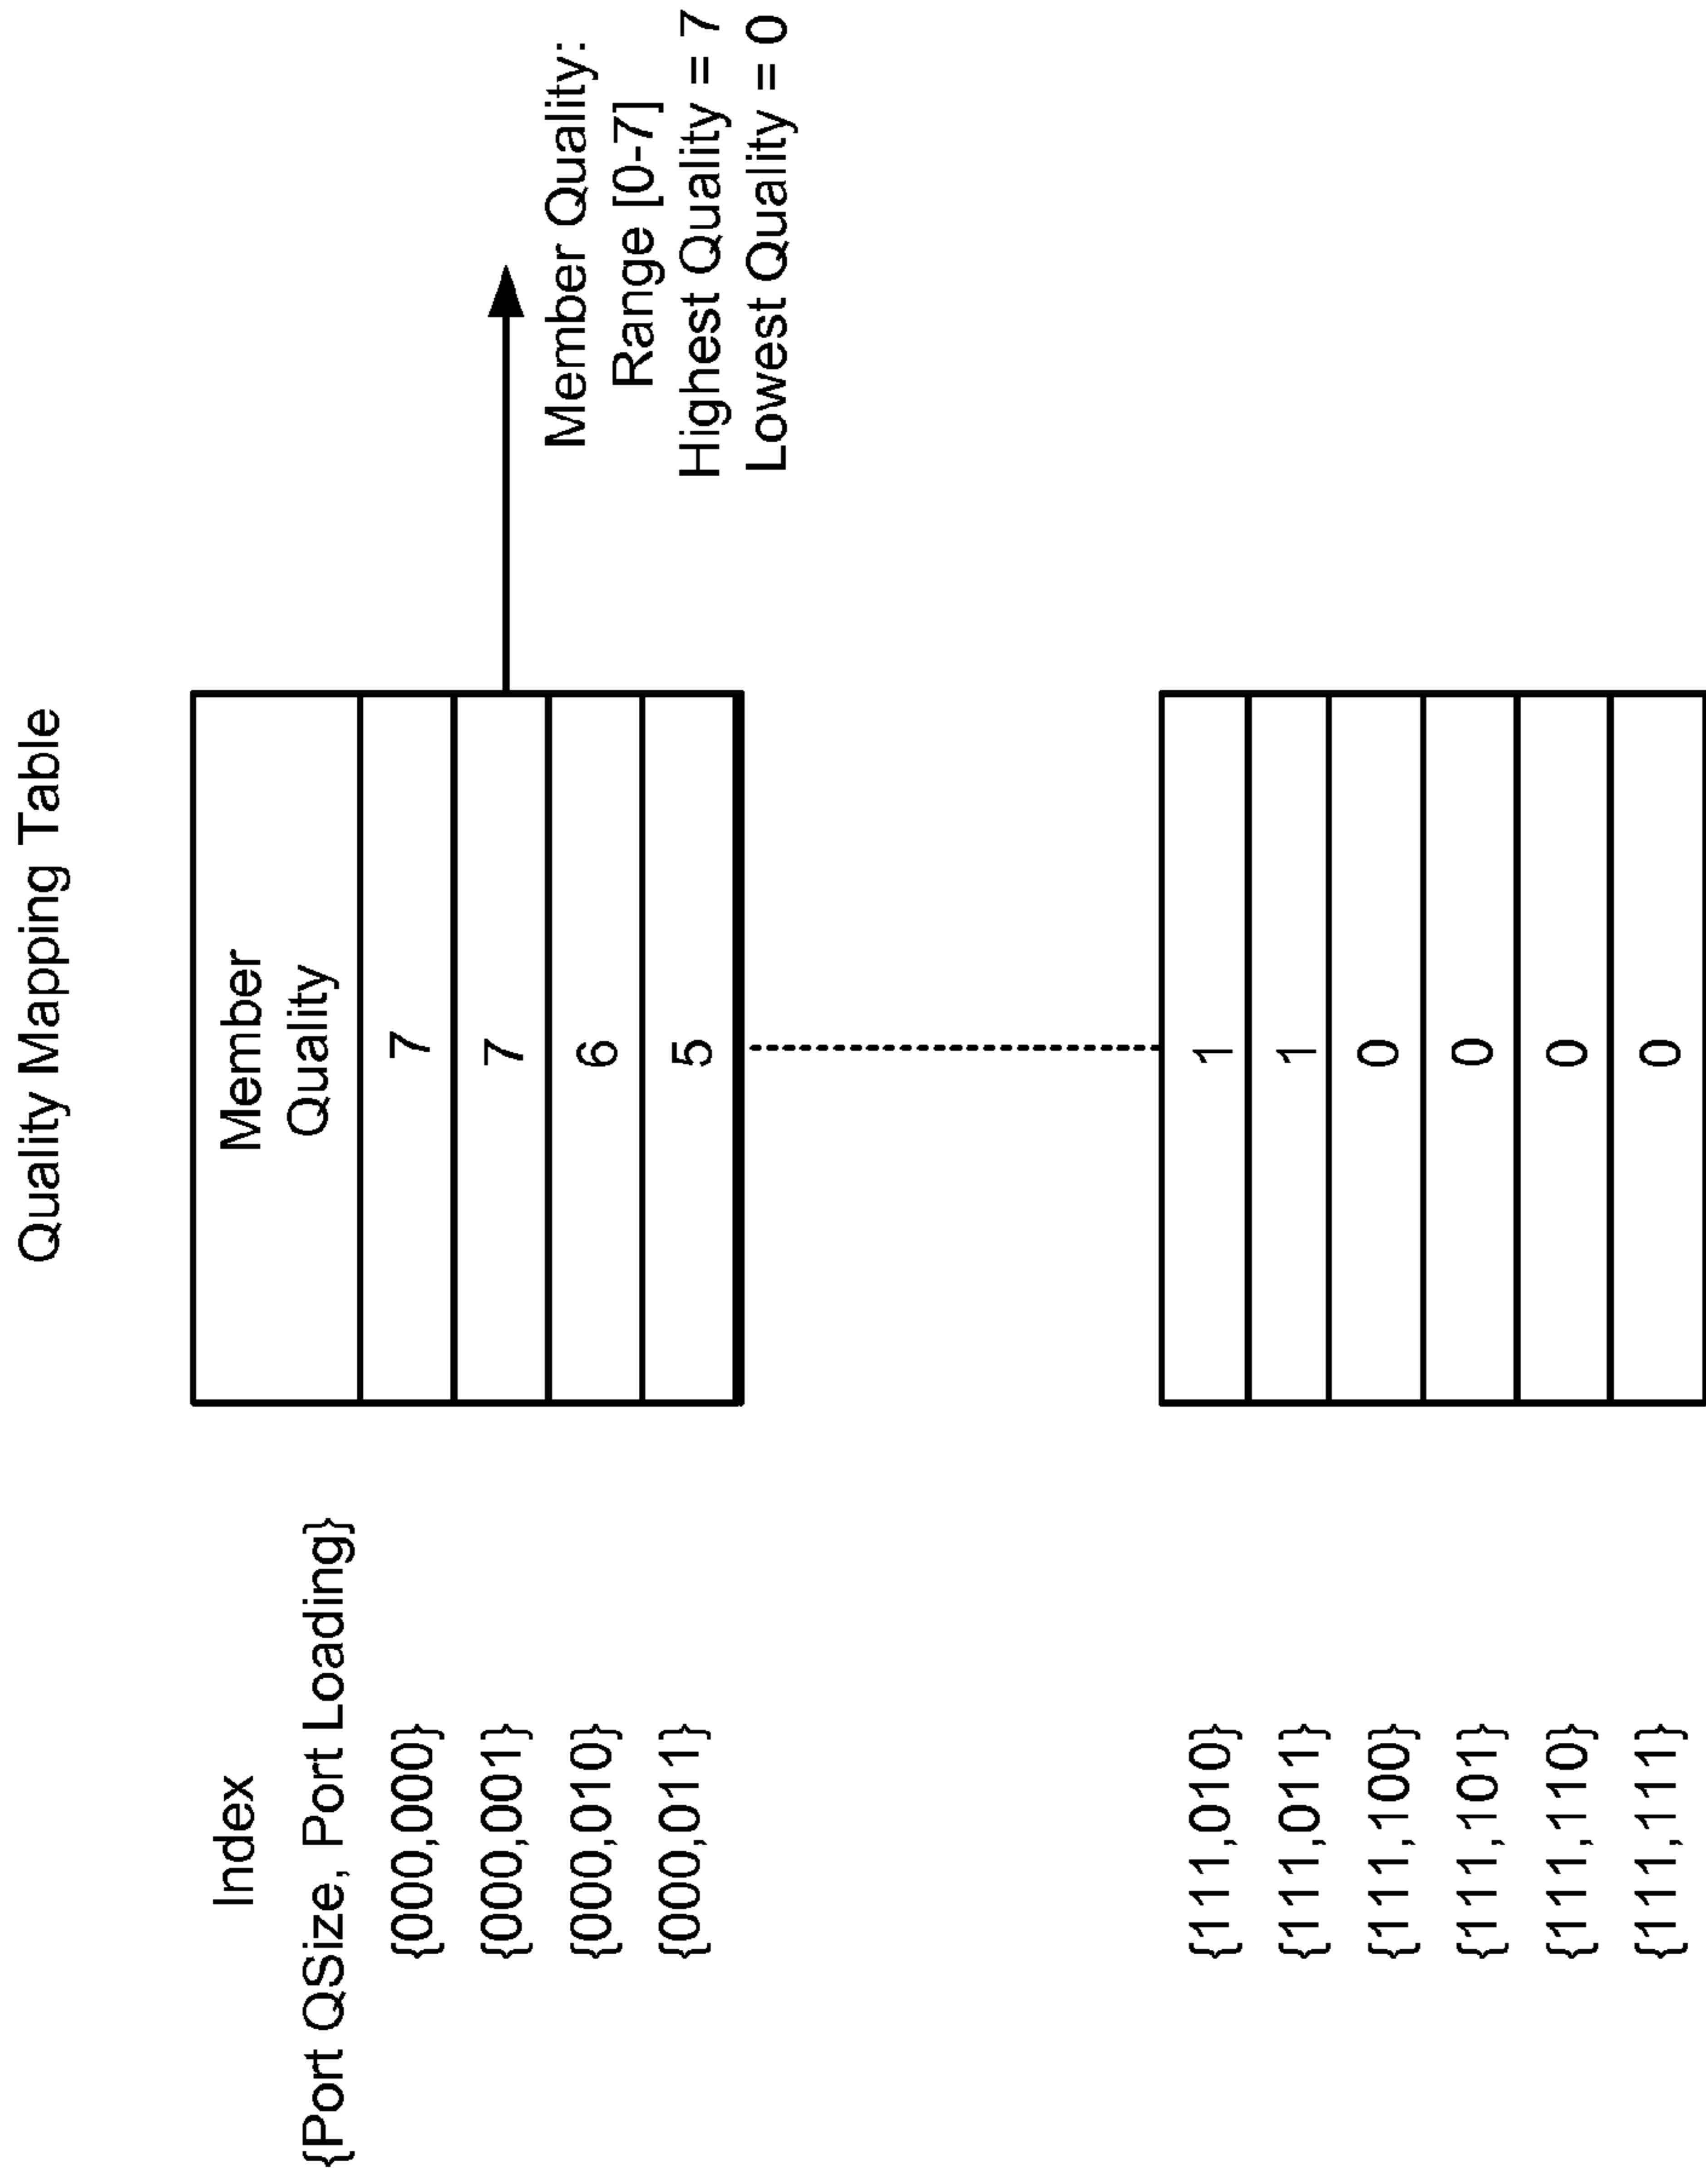 Quality Mapping Table
Index
{Port QSize, Port Loading}
Member
Quality
{000,000}
7
{000,001}
7
{000,010}
6
{000,011}
5
Member Quality:
Range [0-7]
Highest Quality = 7
Lowest Quality = 0
{111,010}
1
{111,011}
1
{111,100}
0
{111,101}
0
{111,110}
0
{111,111}
0